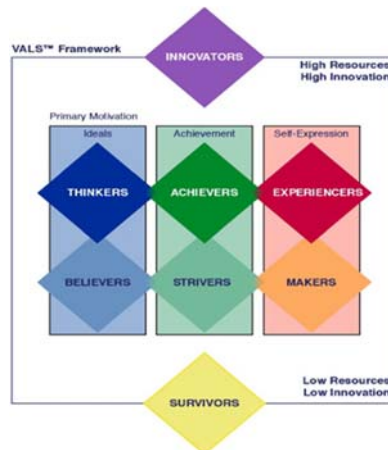 VALS™ Framework
INNOVATORS
High Resources
High Innovation
Primary Motivation
Ideals
Achievement
Self-Expression
THINKERS
ACHIEVERS
EXPERIENCERS
BELIEVERS
STRIVERS
MAKERS
Low Resources
Low Innovation
SURVIVORS